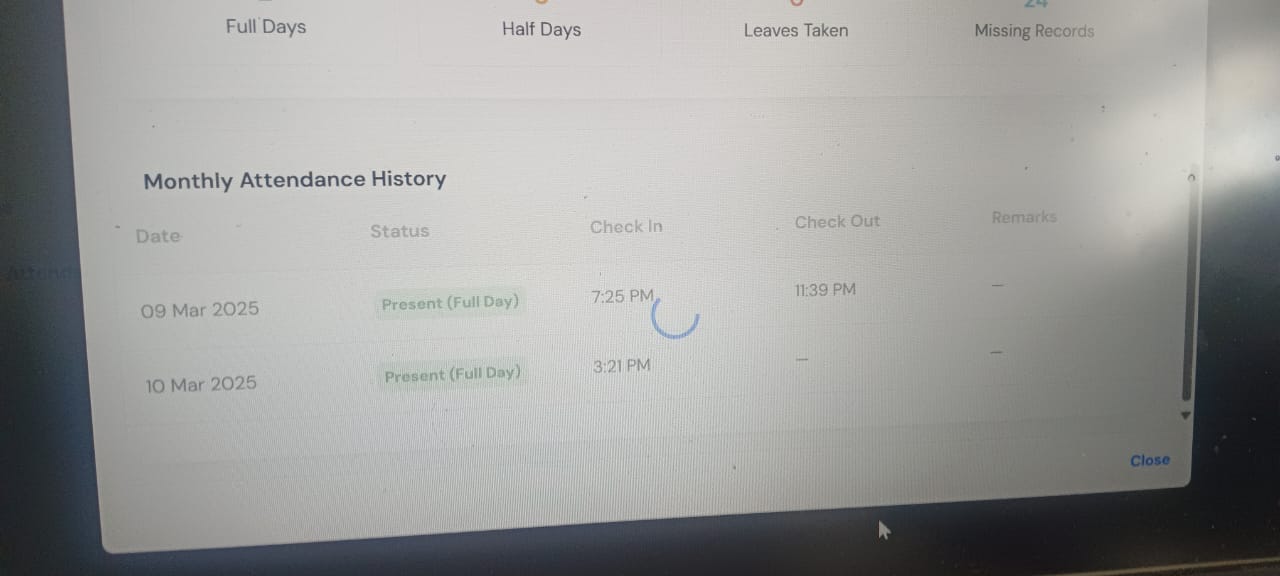 Full Days Half Days Leaves Taken Missing Records
Monthly Attendance History
Date Status Check In Check Out Remarks
09 Mar 2025 Present (Full Day) 7:25 PM 11:39 PM —
10 Mar 2025 Present (Full Day) 3:21 PM — —
Close